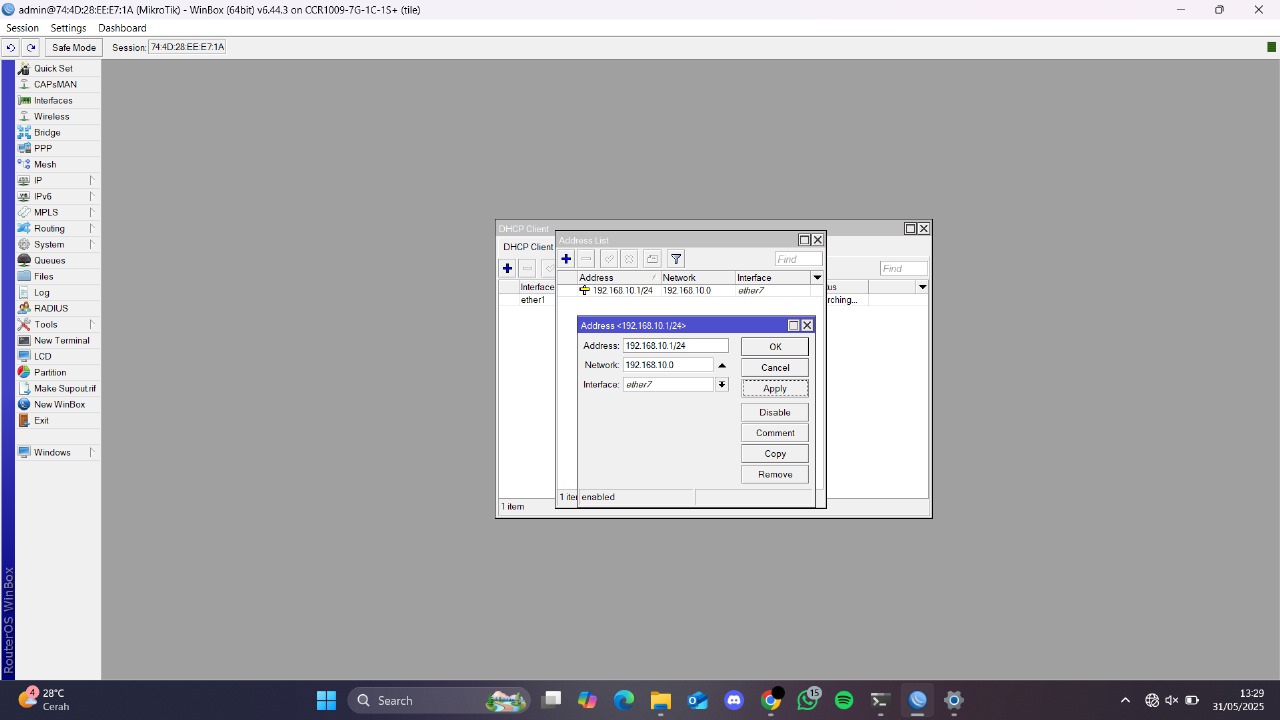 admin@74:4D:28:EE:E7:1A (MikroTik) - WinBox (64bit) v6.44.3 on CCR1009-7G-1C-1S+ (tile)
Session Settings Dashboard
Safe Mode Session: 74:4D:28:EE:E7:1A
Quick Set
CAPsMAN
Interfaces
Wireless
Bridge
PPP
Mesh
IP
IPv6
MPLS
Routing
System
Queues
Files
Log
RADIUS
Tools
New Terminal
LCD
Partition
Make Supout.rif
New WinBox
Exit
Windows
RouterOS WinBox
DHCP Client
DHCP Client
Find
Interface
ether1 rching...
1 item
Address List
Find
Address Network Interface
192.168.10.1/24 192.168.10.0 ether7
Address <192.168.10.1/24>
Address: 192.168.10.1/24
Network: 192.168.10.0
Interface: ether7
OK
Cancel
Apply
Disable
Comment
Copy
Remove
enabled
4
28°C
Cerah
Search
15
13:29
31/05/2025